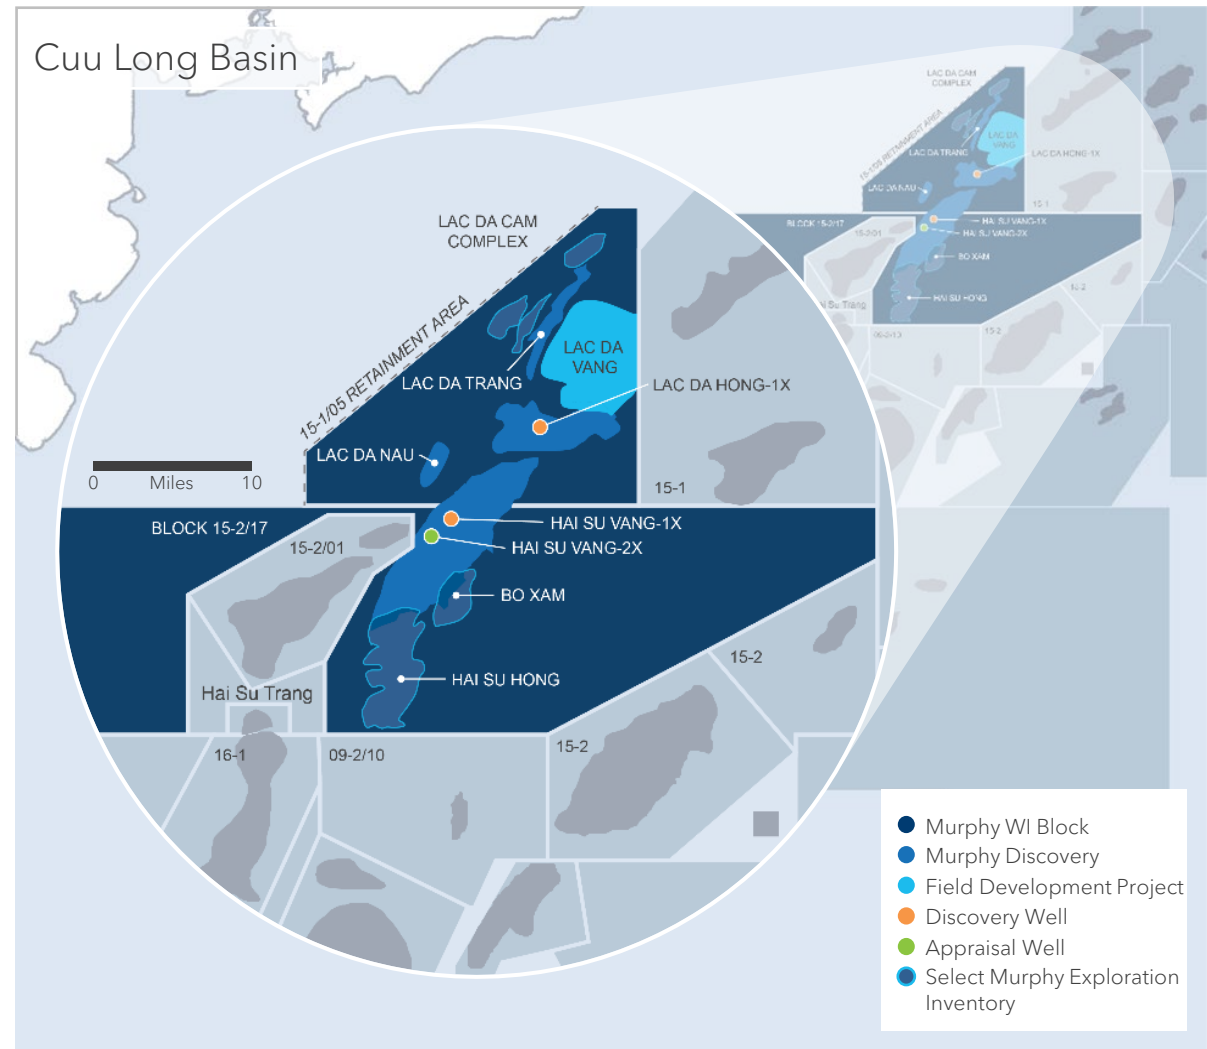 Cuu Long Basin
LAC DA CAM
COMPLEX
15-1/05 RETAINMENT AREA
LAC DA
VANG
LAC DA TRANG
LAC DA HONG-1X
LAC DA NAU
15-1
0 Miles 10
BLOCK 15-2/17
15-2/01
HAI SU VANG-1X
HAI SU VANG-2X
BO XAM
HAI SU HONG
Hai Su Trang
15-2
16-1
09-2/10
15-2
LAC DA CAM
COMPLEX
15-1/05 RETAINMENT AREA
LAC DA
VANG
LAC DA TRANG
LAC DA HONG-1X
LAC DA NAU
15-1
BLOCK 15-2/17
HAI SU VANG-1X
15-2/01
HAI SU VANG-2X
BO XAM
15-2
HAI SU HONG
ai Su Trang
09-2/10
15-2
Murphy WI Block
Murphy Discovery
Field Development Project
Discovery Well
Appraisal Well
Select Murphy Exploration
Inventory